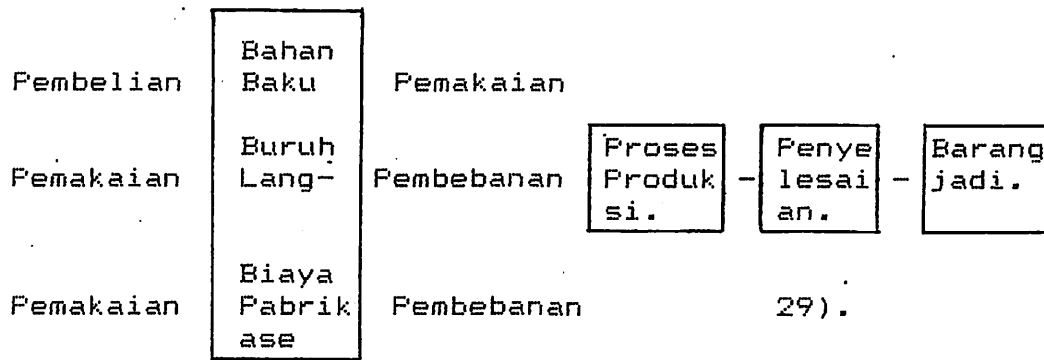 Bahan
Pembelian Baku Pemakaian
Buruh Proses Penye Barang
Pemakaian Lang- Pembebanan Produk - lesai - jadi.
si. an.
Biaya
Pemakaian Pabrik Pembebanan 29).
ase